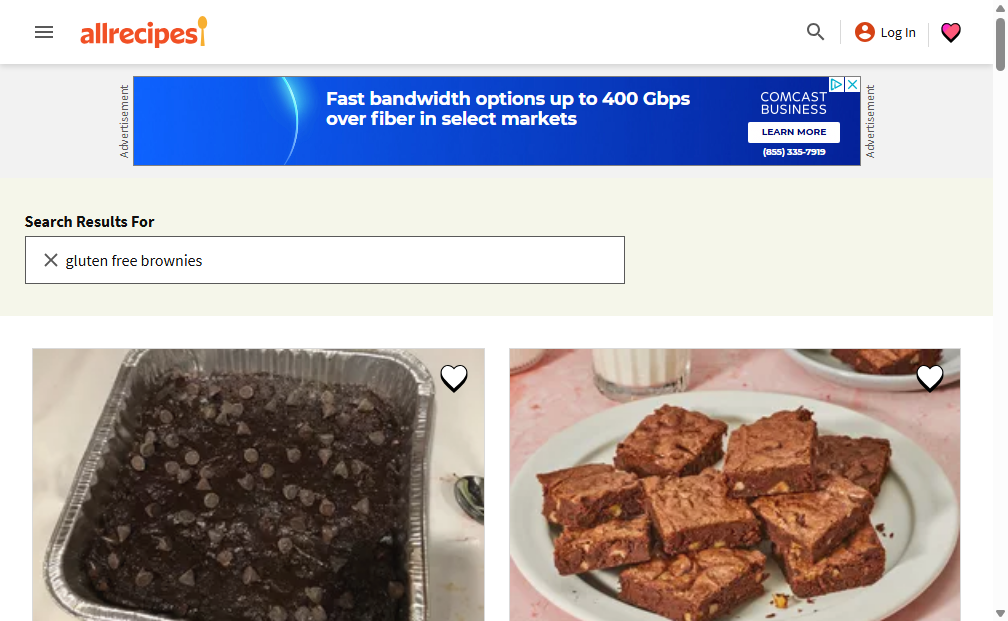 allrecipes
Log In
Advertisement
Fast bandwidth options up to 400 Gbps
over fiber in select markets
COMCAST
BUSINESS
LEARN MORE
(855) 335-7919
Advertisement
Search Results For
gluten free brownies